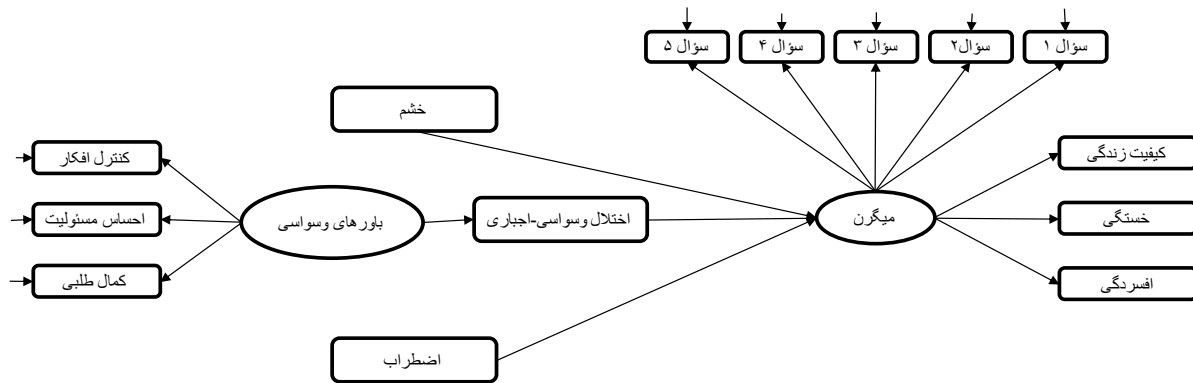 سؤال ۱
سؤال۲
سؤال ۳
سؤال ۴
سؤال ۵
خشم
کنترل افکار
کیفیت زندگی
احساس مسئولیت
باورهای وسواسی
اختلال وسواسی-اجباری
میگرن
خستگی
کمال طلبی
افسردگی
اضطراب